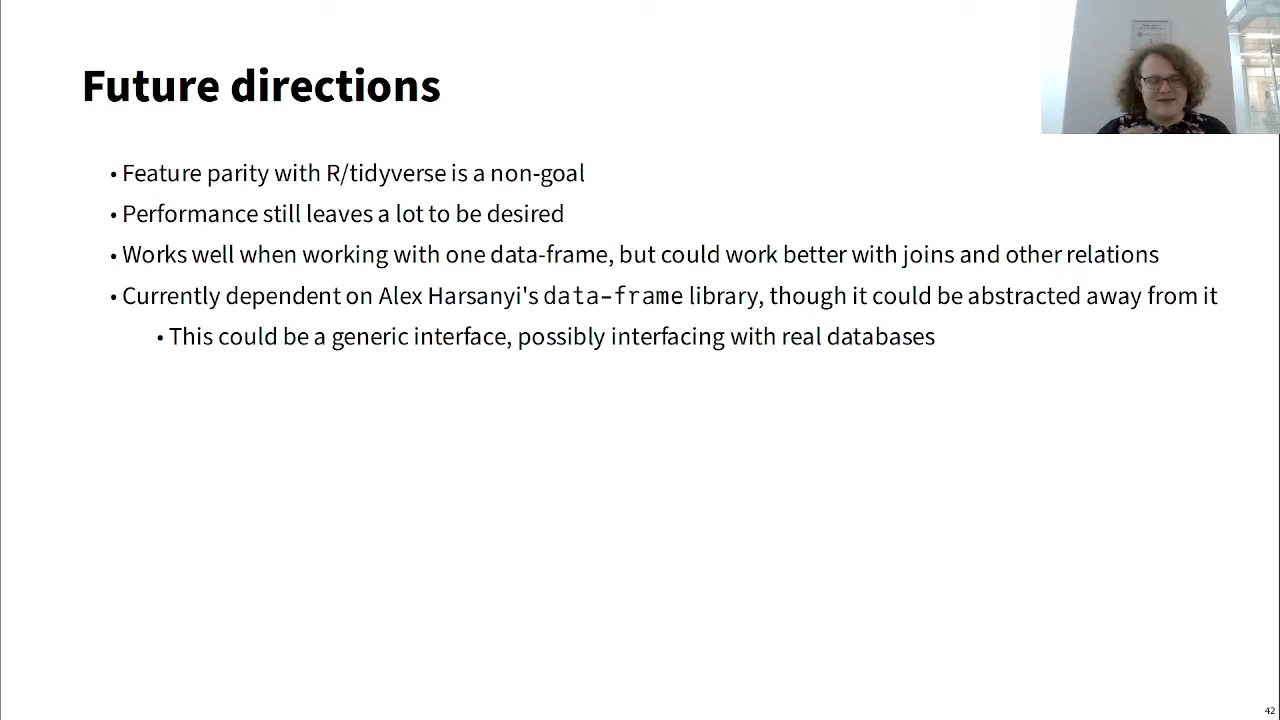 Future directions
• Feature parity with R/tidyverse is a non-goal
• Performance still leaves a lot to be desired
• Works well when working with one data-frame, but could work better with joins and other relations
• Currently dependent on Alex Harsanyi's data-frame library, though it could be abstracted away from it
• This could be a generic interface, possibly interfacing with real databases
42